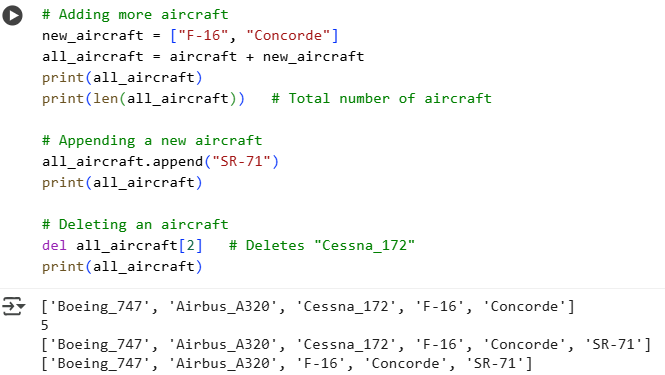 # Adding more aircraft
new_aircraft = ["F-16", "Concorde"]
all_aircraft = aircraft + new_aircraft
print(all_aircraft)
print(len(all_aircraft))   # Total number of aircraft

# Appending a new aircraft
all_aircraft.append("SR-71")
print(all_aircraft)

# Deleting an aircraft
del all_aircraft[2]   # Deletes "Cessna_172"
print(all_aircraft)

['Boeing_747', 'Airbus_A320', 'Cessna_172', 'F-16', 'Concorde']
5
['Boeing_747', 'Airbus_A320', 'Cessna_172', 'F-16', 'Concorde', 'SR-71']
['Boeing_747', 'Airbus_A320', 'F-16', 'Concorde', 'SR-71']